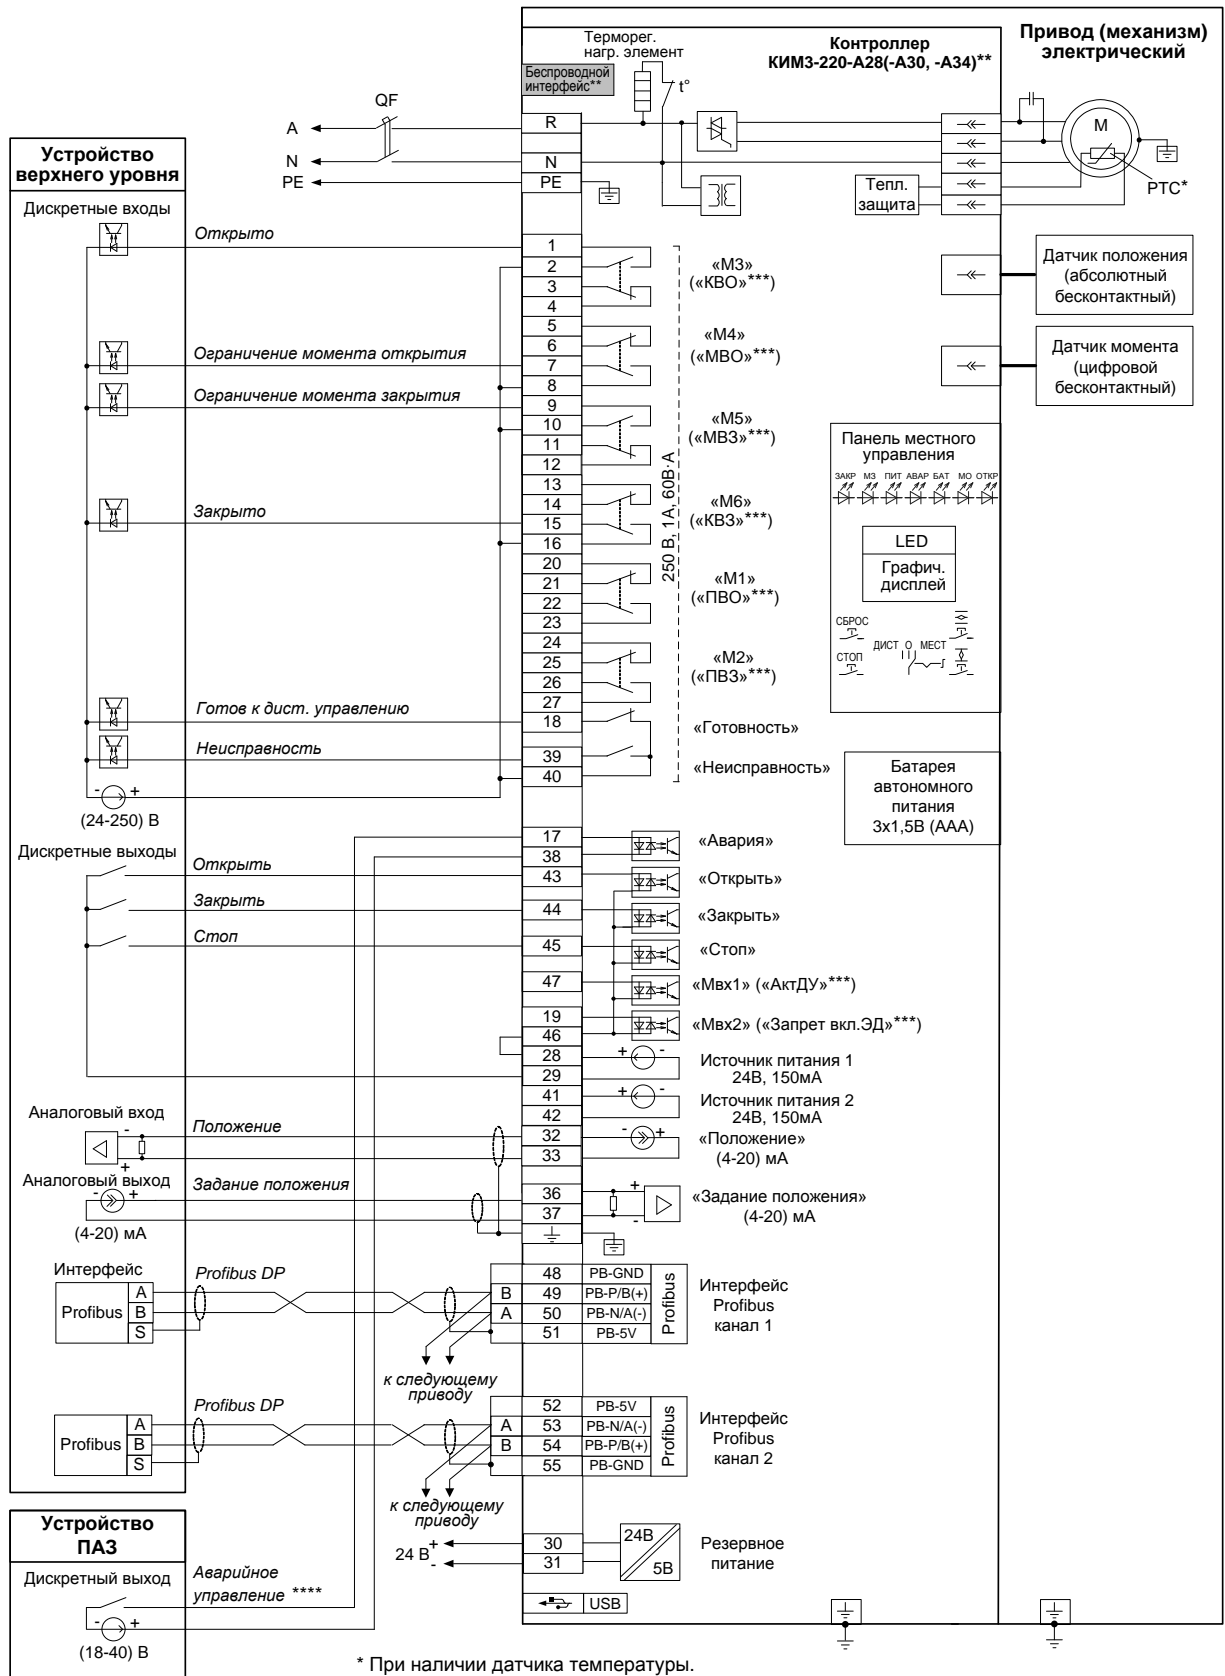 Привод (механизм)
электрический
Контроллер
КИМ3-220-А28(-А30, -А34)**
Терморег.
нагр. элемент
Беспроводной
интерфейс**
t°
QF
A
N
PE
R
N
PE
M
PTC*
Тепл.
защита
Устройство
верхнего уровня
Дискретные входы
Открыто
1
2
3
4
«М3»
(«КВО»***)
Датчик положения
(абсолютный
бесконтактный)
5
6
7
8
Ограничение момента открытия
«М4»
(«МВО»***)
Датчик момента
(цифровой
бесконтактный)
Ограничение момента закрытия
9
10
11
12
«М5»
(«МВЗ»***)
250 В, 1А, 60В·А
Панель местного
управления
ЗАКР МЗ ПИТ АВАР БАТ МО ОТКР
Закрыто
13
14
15
16
«М6»
(«КВЗ»***)
LED
Графич.
дисплей
20
21
22
23
«М1»
(«ПВО»***)
СБРОС
СТОП
ДИСТ О МЕСТ
24
25
26
27
«М2»
(«ПВЗ»***)
Готов к дист. управлению
18
«Готовность»
Неисправность
39
40
«Неисправность»
Батарея
автономного
питания
3х1,5В (ААА)
- +
(24-250) В
Дискретные выходы
17
38
«Авария»
Открыть
43
«Открыть»
Закрыть
44
«Закрыть»
Стоп
45
«Стоп»
47
«Мвх1» («АктДУ»***)
19
46
«Мвх2» («Запрет вкл.ЭД»***)
28
29
+ -
Источник питания 1
24В, 150мА
41
42
+ -
Источник питания 2
24В, 150мА
Аналоговый вход
-
+
Положение
32
33
- +
«Положение»
(4-20) мА
Аналоговый выход
- +
(4-20) мА
Задание положения
36
37
+
-
«Задание положения»
(4-20) мА
Интерфейс
Profibus
A
B
S
Profibus DP
B
A
48 PB-GND
49 PB-P/B(+)
50 PB-N/A(-)
51 PB-5V
Profibus
Интерфейс
Profibus
канал 1
к следующему
приводу
Profibus
A
B
S
Profibus DP
A
B
52 PB-5V
53 PB-N/A(-)
54 PB-P/B(+)
55 PB-GND
Profibus
Интерфейс
Profibus
канал 2
к следующему
приводу
24 В
+
-
30
31
24В
5В
Резервное
питание
USB
Устройство
ПАЗ
Дискретный выход
- +
(18-40) В
Аварийное
управление ****
* При наличии датчика температуры.